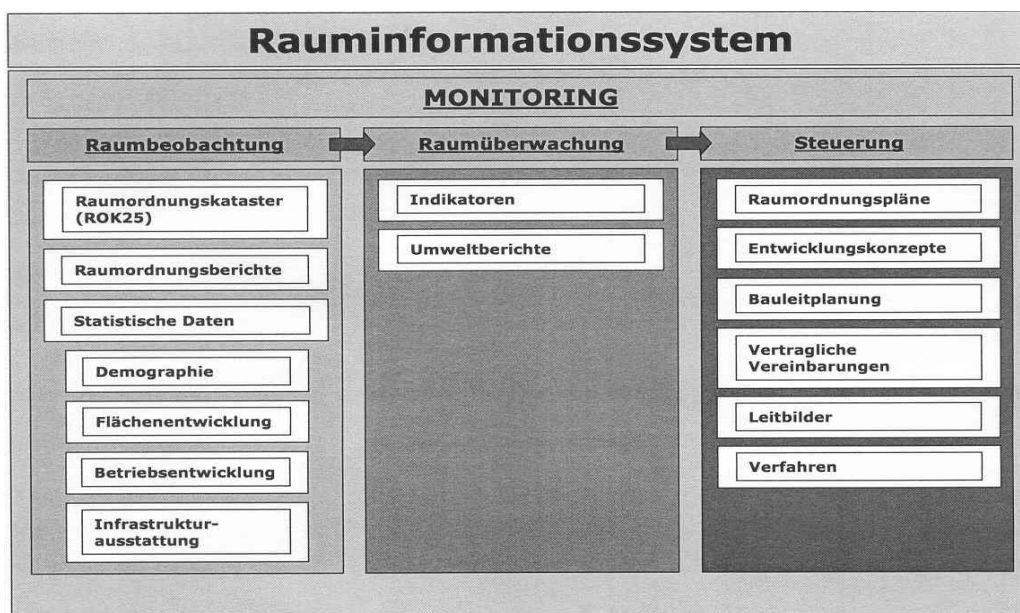 Rauminformationssystem
MONITORING
Raumbeobachtung
Raumordnungskataster
(ROK25)
Raumordnungsberichte
Statistische Daten
Demographie
Flächenentwicklung
Betriebsentwicklung
Infrastruktur-
ausstattung
Raumüberwachung
Indikatoren
Umweltberichte
Steuerung
Raumordnungspläne
Entwicklungskonzepte
Bauleitplanung
Vertragliche
Vereinbarungen
Leitbilder
Verfahren